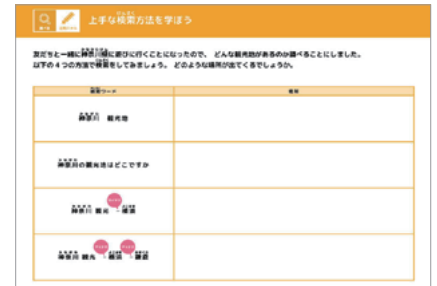 上手な検索方法を学ぼう
友だちと一緒に神奈川県に遊びに行くことになったので、どんな観光地があるのか調べることにしました。
以下の4つの方法で検索をしてみましょう。どのような場所が出てくるでしょうか。
検索ワード
神奈川 観光地
神奈川の観光地はどこですか
神奈川 観光 -横浜
神奈川 観光 -横浜 -鎌倉